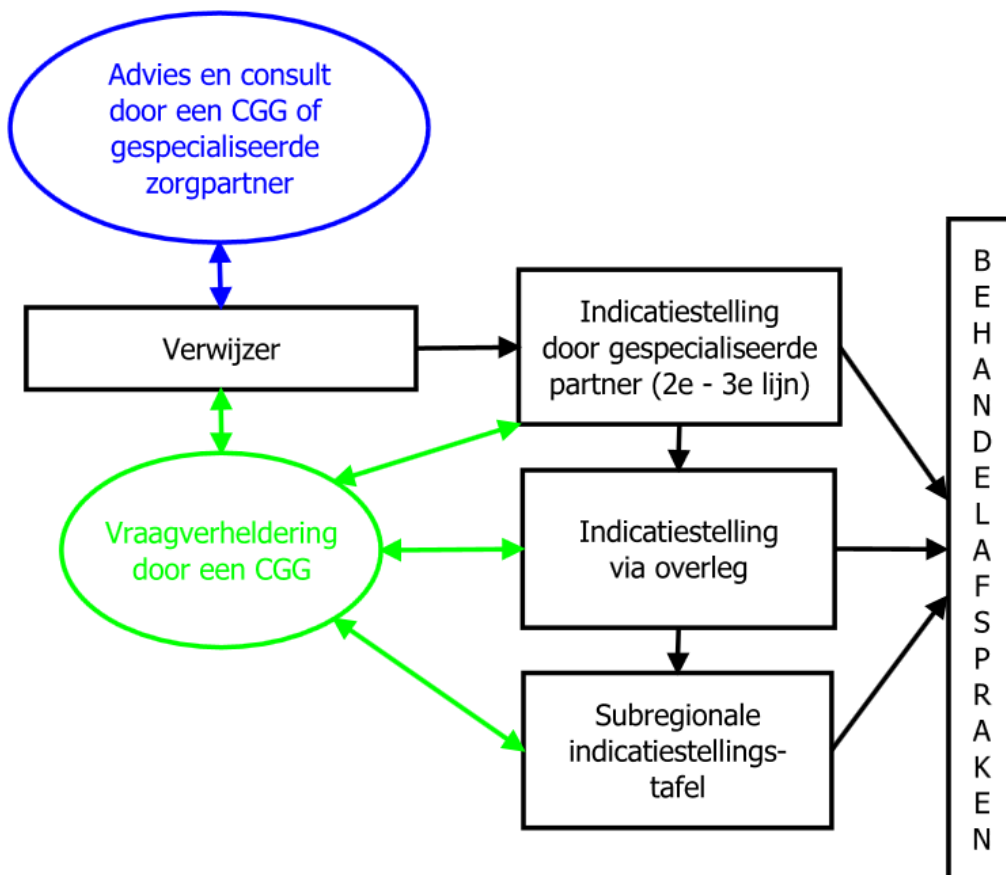 Advies en consult
door een CGG of
gespecialiseerde
zorgpartner
Verwijzer
Indicatiestelling
door gespecialiseerde
partner (2e - 3e lijn)
Vraagverheldering
door een CGG
Indicatiestelling
via overleg
Subregionale
indicatiestellings-
tafel
B
E
H
A
N
D
E
L
A
F
S
P
R
A
K
E
N